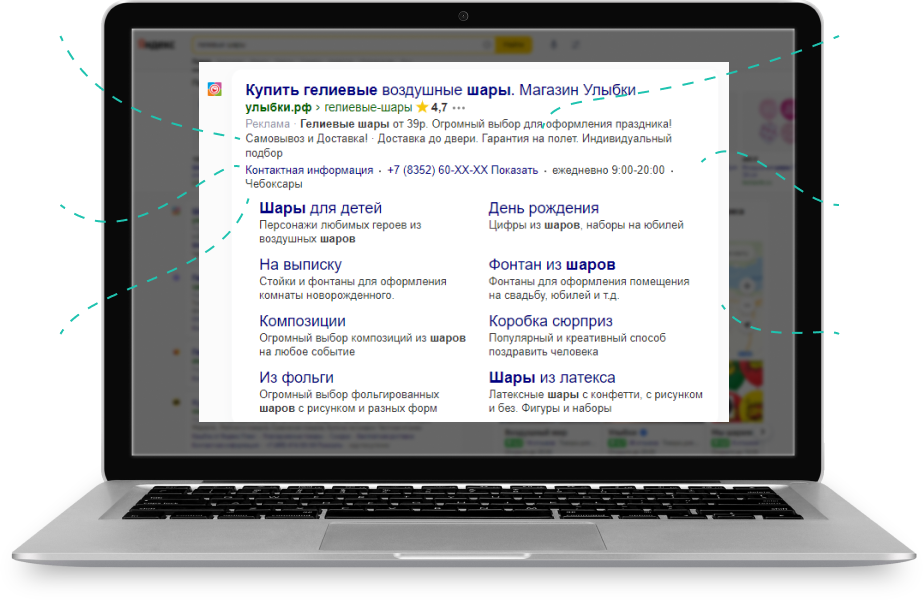 Яндекс
гелиевые шары
Купить гелиевые воздушные шары. Магазин Улыбки
улыбки.рф › гелиевые-шары 4,7
Реклама · Гелиевые шары от 39р. Огромный выбор для оформления праздника!
Самовывоз и Доставка! · Доставка до двери. Гарантия на полет. Индивидуальный
подбор
Контактная информация · +7 (8352) 60-XX-XX Показать · ежедневно 9:00-20:00 ·
Чебоксары
Шары для детей
Персонажи любимых героев из
воздушных шаров
День рождения
Цифры из шаров, наборы на юбилей
На выписку
Стойки и фонтаны для оформления
комнаты новорожденного.
Фонтан из шаров
Фонтаны для оформления помещения
на свадьбу, юбилей и т.д.
Композиции
Огромный выбор композиций из шаров
на любое событие
Коробка сюрприз
Популярный и креативный способ
поздравить человека
Из фольги
Огромный выбор фольгированных
шаров с рисунком и разных форм
Шары из латекса
Латексные шары с конфетти, с рисунком
и без. Фигуры и наборы